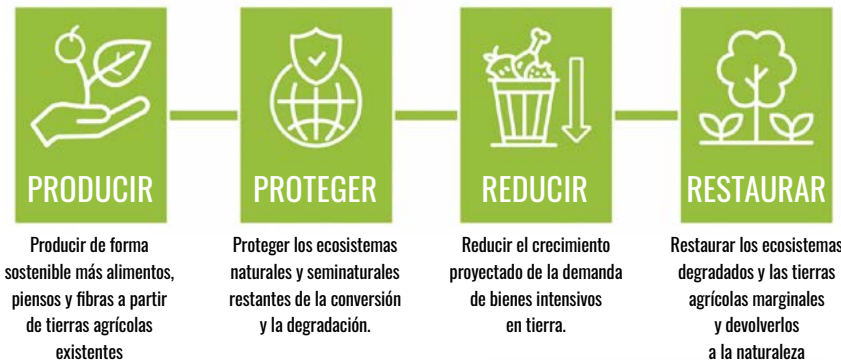 PRODUCIR
Producir de forma
sostenible más alimentos,
piensos y fibras a partir
de tierras agrícolas
existentes
PROTEGER
Proteger los ecosistemas
naturales y seminaturales
restantes de la conversión
y la degradación.
REDUCIR
Reducir el crecimiento
proyectado de la demanda
de bienes intensivos
en tierra.
RESTAURAR
Restaurar los ecosistemas
degradados y las tierras
agrícolas marginales
y devolverlos
a la naturaleza